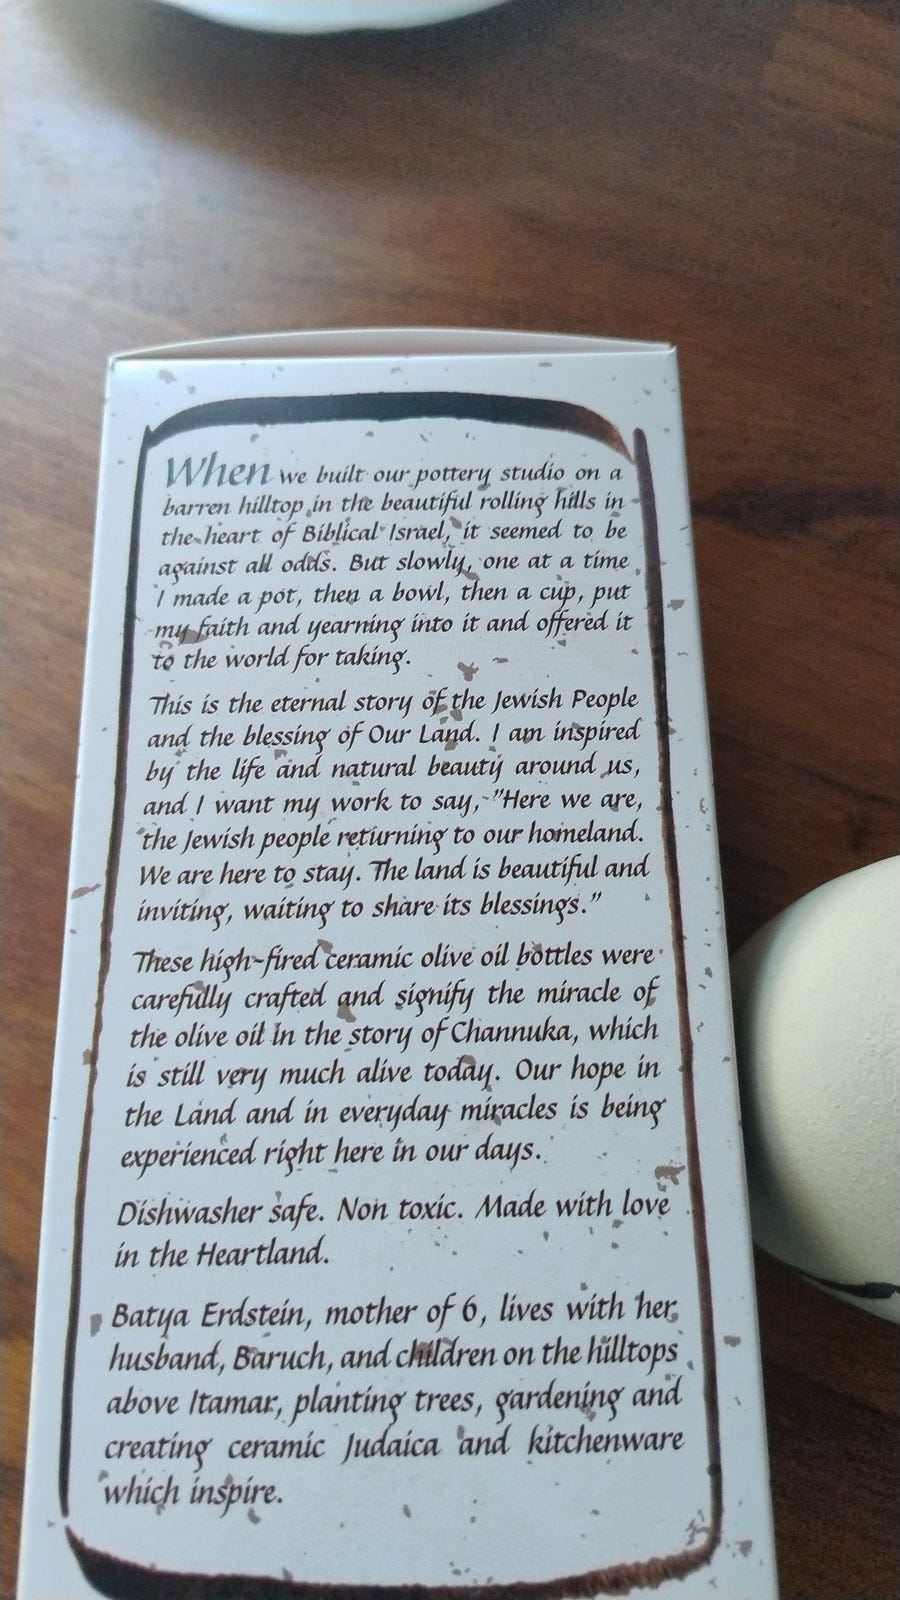 When we built our pottery studio on a
barren hilltop in the beautiful rolling hills in
the heart of Biblical Israel, it seemed to be
against all odds. But slowly, one at a time
I made a pot, then a bowl, then a cup, put
my faith and yearning into it and offered it
to the world for taking.
This is the eternal story of the Jewish People
and the blessing of Our Land. I am inspired
by the life and natural beauty around us,
and I want my work to say, "Here we are,
the Jewish people returning to our homeland.
We are here to stay. The land is beautiful and
inviting, waiting to share its blessings."
These high-fired ceramic olive oil bottles were
carefully crafted and signify the miracle of
the olive oil in the story of Channuka, which
is still very much alive today. Our hope in
the Land and in everyday miracles is being
experienced right here in our days.
Dishwasher safe. Non toxic. Made with love
in the Heartland.
Batya Erdstein, mother of 6, lives with her
husband, Baruch, and children on the hilltops
above Itamar, planting trees, gardening and
creating ceramic Judaica and kitchenware
which inspire.